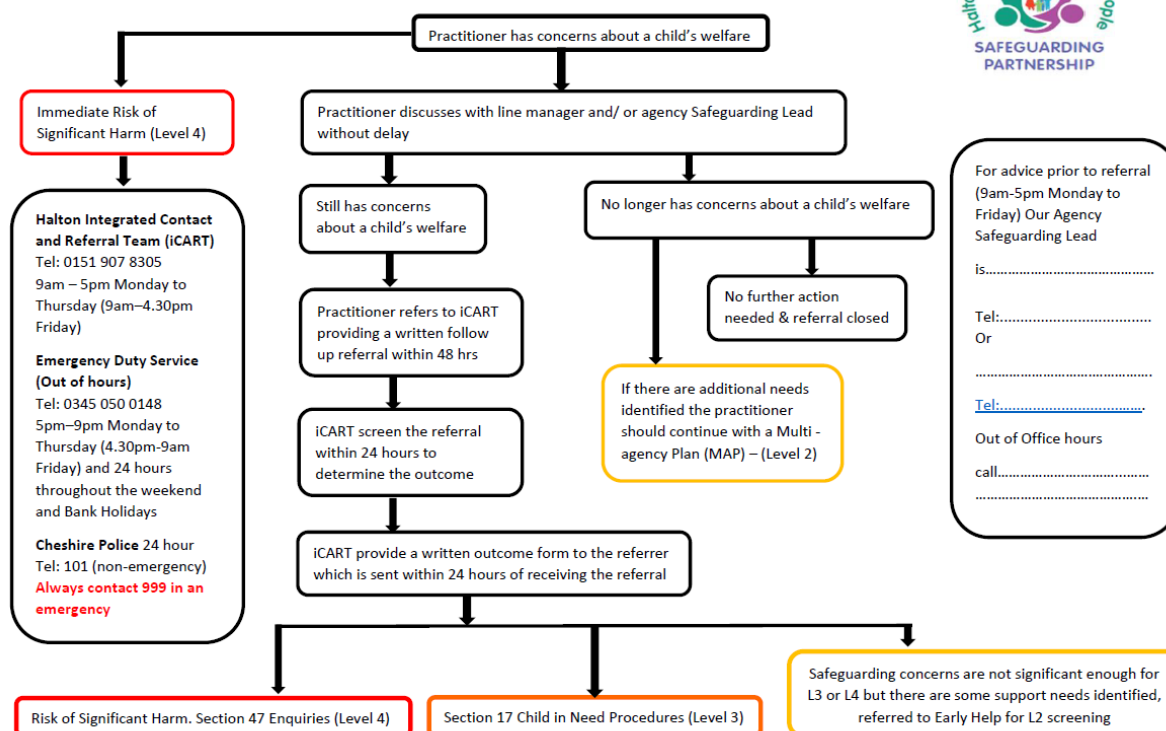 Halto
ople
SAFEGUARDING
PARTNERSHIP
Practitioner has concerns about a child's welfare
Immediate Risk of
Significant Harm (Level 4)
Practitioner discusses with line manager and/ or agency Safeguarding Lead
without delay
Halton Integrated Contact
and Referral Team (iCART)
Tel: 0151 907 8305
9am – 5pm Monday to
Thursday (9am–4.30pm
Friday)
Emergency Duty Service
(Out of hours)
Tel: 0345 050 0148
5pm–9pm Monday to
Thursday (4.30pm-9am
Friday) and 24 hours
throughout the weekend
and Bank Holidays
Cheshire Police 24 hour
Tel: 101 (non-emergency)
Always contact 999 in an
emergency
Still has concerns
about a child's welfare
No longer has concerns about a child's welfare
Practitioner refers to iCART
providing a written follow
up referral within 48 hrs
No further action
needed & referral closed
If there are additional needs
identified the practitioner
should continue with a Multi -
agency Plan (MAP) – (Level 2)
iCART screen the referral
within 24 hours to
determine the outcome
iCART provide a written outcome form to the referrer
which is sent within 24 hours of receiving the referral
For advice prior to referral
(9am-5pm Monday to
Friday) Our Agency
Safeguarding Lead
is..............................................
Tel:......................................
Or
..............................................
Tel:......................................
Out of Office hours
call......................................
..............................................
Risk of Significant Harm. Section 47 Enquiries (Level 4)
Section 17 Child in Need Procedures (Level 3)
Safeguarding concerns are not significant enough for
L3 or L4 but there are some support needs identified,
referred to Early Help for L2 screening